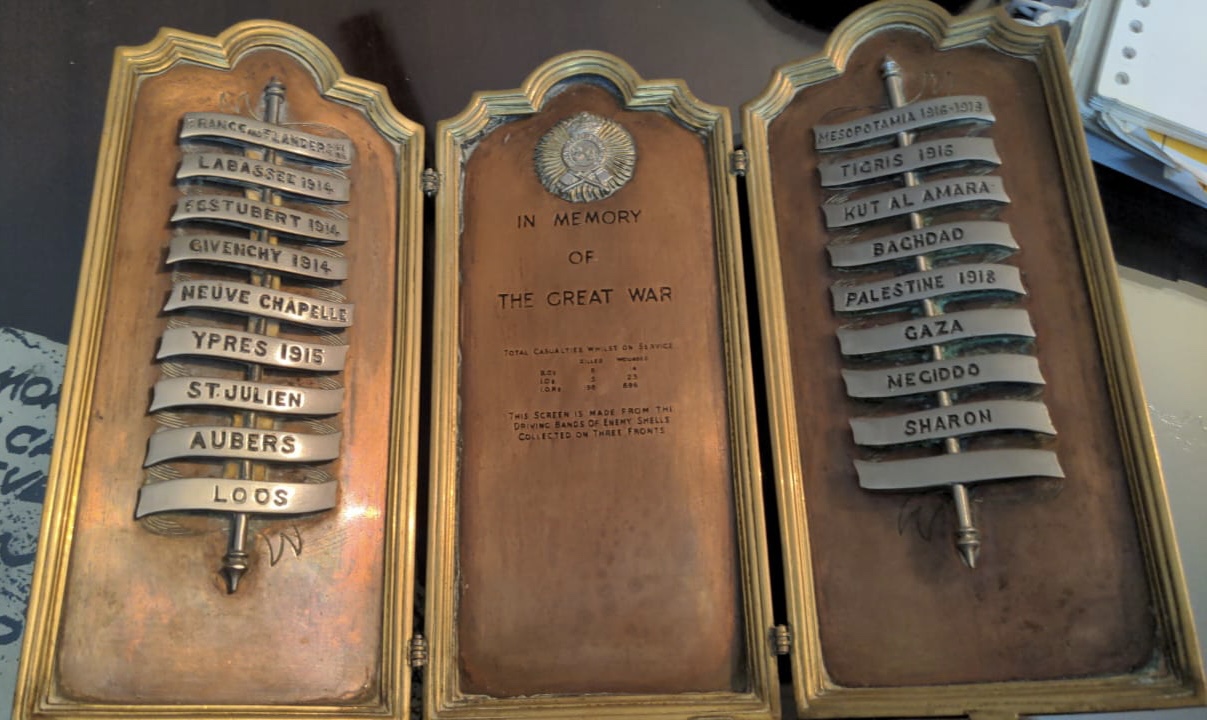 FRANCE AND FLANDERS
LABASSEE 1914
FESTUBERT 1914
GIVENCHY 1914
NEUVE CHAPELLE
YPRES 1915
ST. JULIEN
AUBERS
LOOS
IN MEMORY
OF
THE GREAT WAR
TOTAL CASUALTIES WHILST ON SERVICE
KILLED WOUNDED
THIS SCREEN IS MADE FROM THE
DRIVING BANDS OF ENEMY SHELLS
COLLECTED ON THREE FRONTS
MESOPOTAMIA 1916-1918
TIGRIS 1916
KUT AL AMARA
BAGHDAD
PALESTINE 1918
GAZA
MEGIDDO
SHARON